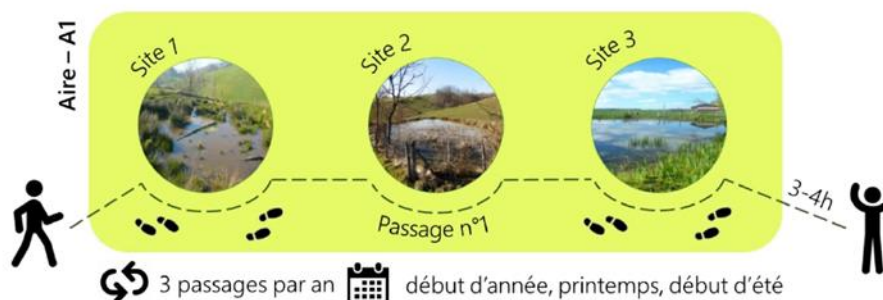 Aire – A1
Site 1
Site 2
Site 3
Passage n°1
3-4h
3 passages par an
début d'année, printemps, début d'été